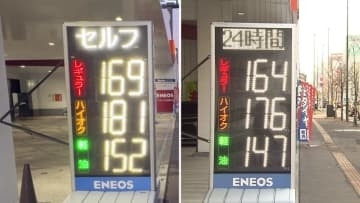 セルフ
レギュラー 169
ハイオク 181
軽油 152
ENEOS
24時間
レギュラー 164
ハイオク 176
軽油 147
ENEOS